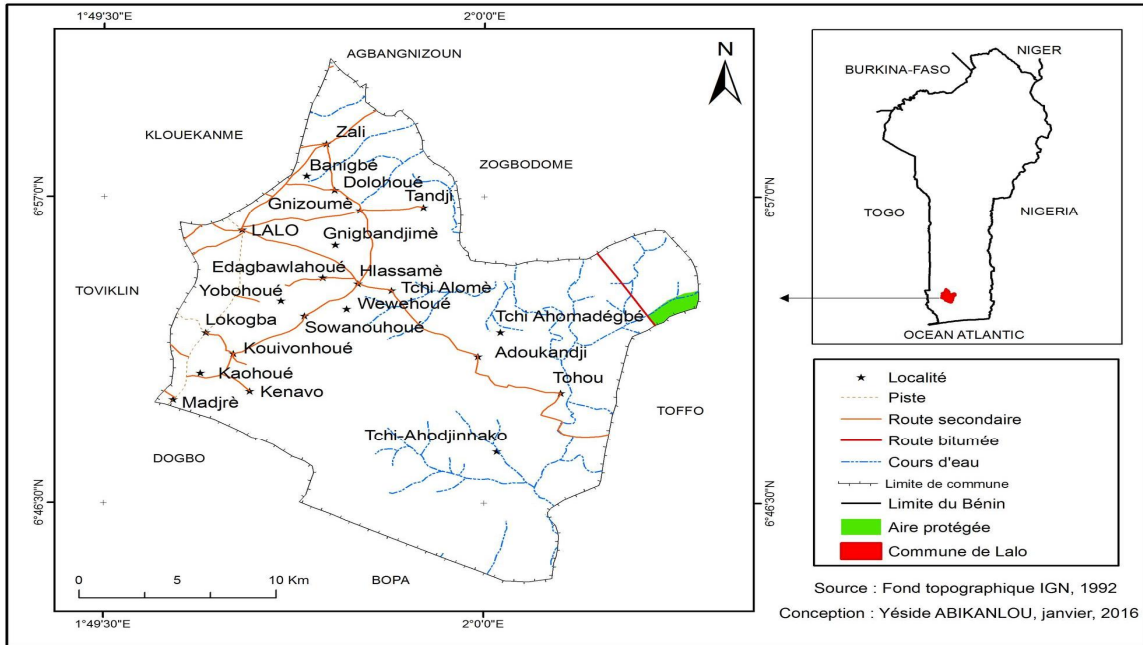 1°49'30"E
2°0'0"E
AGBANGNIZOUN
N
KLOUEKANME
ZOGBODOME
Zali
Banigbé
Dolohoué
Tandji
Gnizoumè
6°57'0"N
6°57'0"N
LALO
Gnigbandjimè
Edagbawlahoué
Hlassamè
Tchi Alomè
TOVIKLIN
Yobohoué
Wewehoué
Tchi Ahomadégbé
Lokogba
Sowanouhoué
Kouivonhoué
Adoukandji
Kaohoué
Kenavo
Tohou
Madjrè
TOFFO
Tchi-Ahodjinnako
DOGBO
6°46'30"N
6°46'30"N
BOPA
0 5 10 Km
1°49'30"E
2°0'0"E
NIGER
BURKINA-FASO
TOGO
NIGERIA
OCEAN ATLANTIC
Localité
Piste
Route secondaire
Route bitumée
Cours d'eau
Limite de commune
Limite du Bénin
Aire protégée
Commune de Lalo
Source : Fond topographique IGN, 1992
Conception : Yéside ABIKANLOU, janvier, 2016